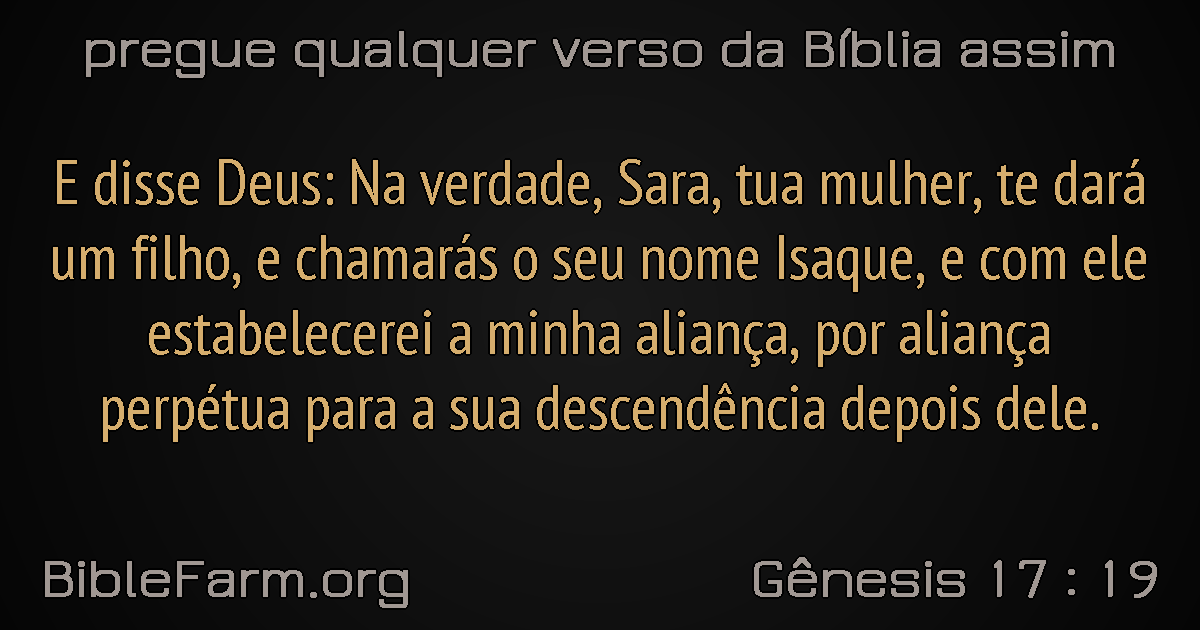 pregue qualquer verso da Bíblia assim
E disse Deus: Na verdade, Sara, tua mulher, te dará
um filho, e chamarás o seu nome Isaque, e com ele
estabelecerei a minha aliança, por aliança
perpétua para a sua descendência depois dele.
BibleFarm.org
Gênesis 17 : 19